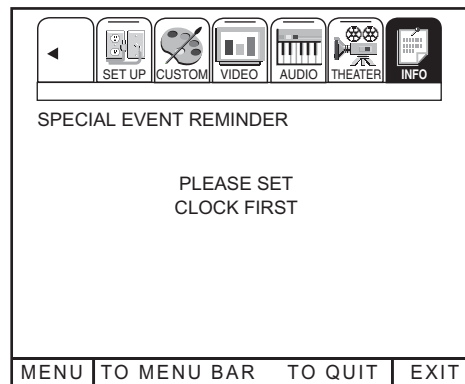 SET UP CUSTOM VIDEO AUDIO THEATER INFO
SPECIAL EVENT REMINDER
PLEASE SET
CLOCK FIRST
MENU TO MENU BAR TO QUIT EXIT